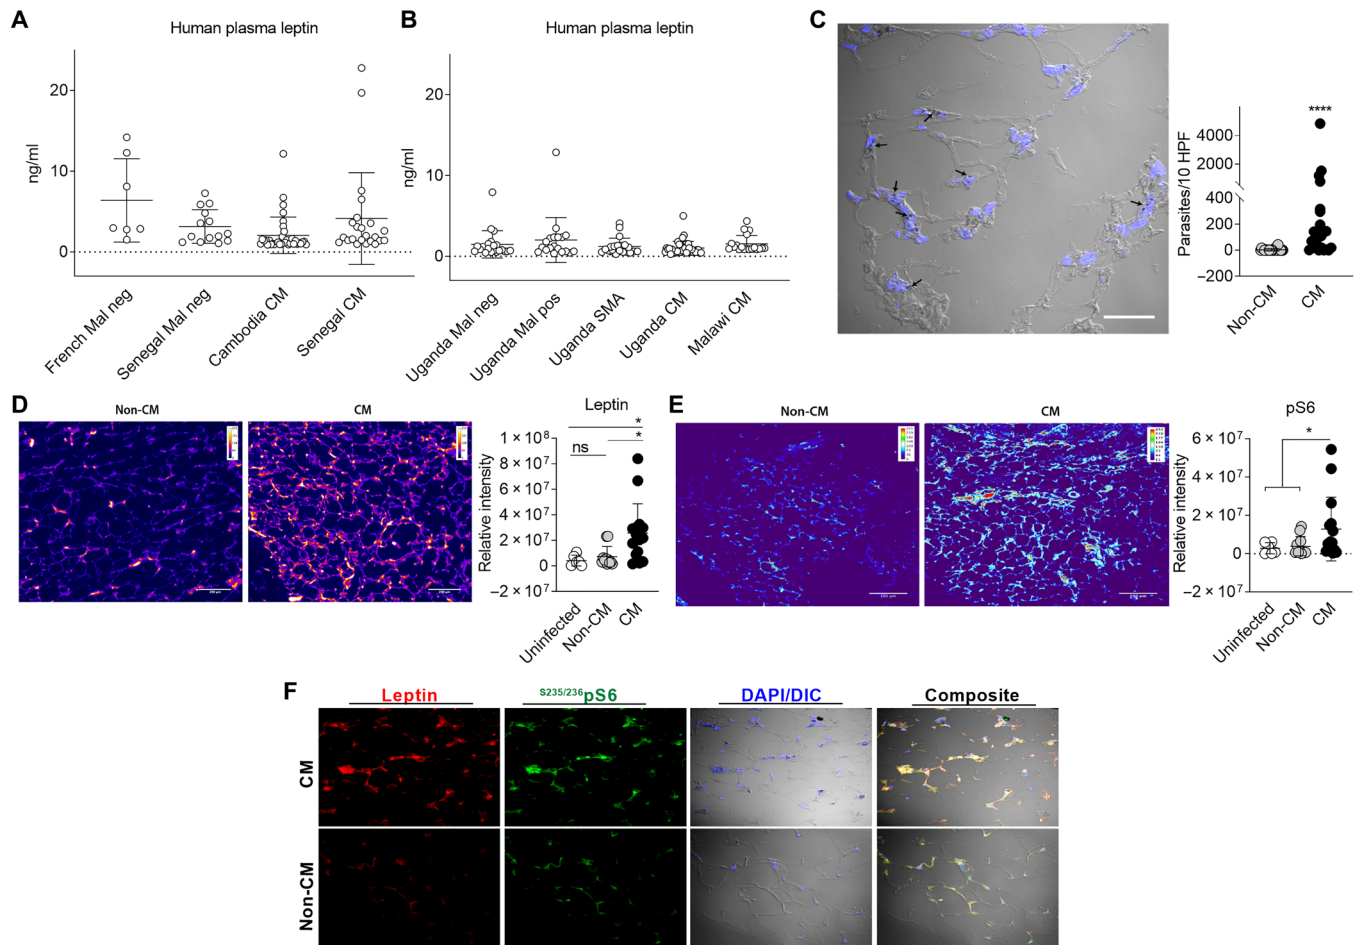 A
Human plasma leptin
ng/ml
20
10
0
French Mal neg
Senegal Mal neg
Cambodia CM
Senegal CM
B
Human plasma leptin
ng/ml
20
10
0
Uganda Mal neg
Uganda Mal pos
Uganda SMA
Uganda CM
Malawi CM
C
Parasites/10 HPF
****
4000
2000
400
200
0
−200
Non-CM
CM
D
Non-CM
CM
Leptin
Relative intensity
*
*
ns
1 × 10⁸
8 × 10⁷
6 × 10⁷
4 × 10⁷
2 × 10⁷
0
−2 × 10⁷
Uninfected
Non-CM
CM
E
Non-CM
CM
pS6
Relative intensity
*
6 × 10⁷
4 × 10⁷
2 × 10⁷
0
−2 × 10⁷
Uninfected
Non-CM
CM
F
Leptin
S235/236pS6
DAPI/DIC
Composite
CM
Non-CM